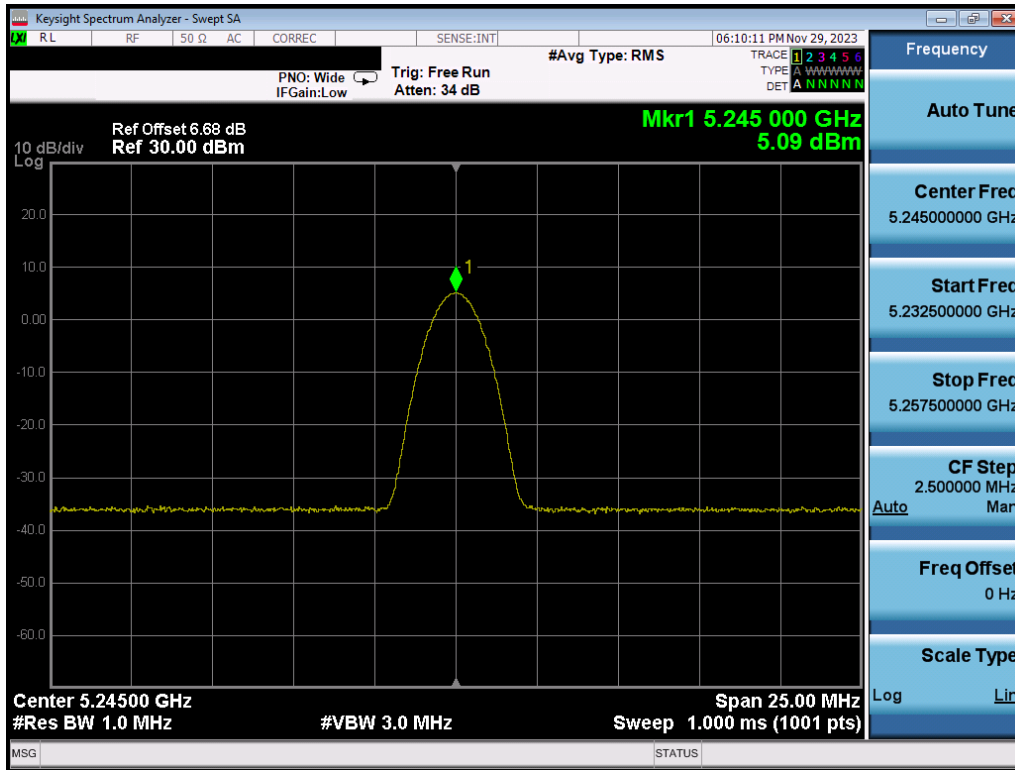 Keysight Spectrum Analyzer - Swept SA
LXI RL RF 50 Ω AC CORREC SENSE:INT 06:10:11 PM Nov 29, 2023
#Avg Type: RMS
TRACE 1 2 3 4 5 6
TYPE A WWWWW
DET A N N N N N
PNO: Wide
IFGain:Low
Trig: Free Run
Atten: 34 dB
Mkr1 5.245 000 GHz
5.09 dBm
Ref Offset 6.68 dB
Ref 30.00 dBm
10 dB/div
Log
20.0
10.0
0.00
-10.0
-20.0
-30.0
-40.0
-50.0
-60.0
1
Center 5.24500 GHz
Span 25.00 MHz
#Res BW 1.0 MHz
#VBW 3.0 MHz
Sweep 1.000 ms (1001 pts)
MSG
STATUS
Frequency
Auto Tune
Center Freq
5.245000000 GHz
Start Freq
5.232500000 GHz
Stop Freq
5.257500000 GHz
CF Step
2.500000 MHz
Auto Man
Freq Offset
0 Hz
Scale Type
Log Lin